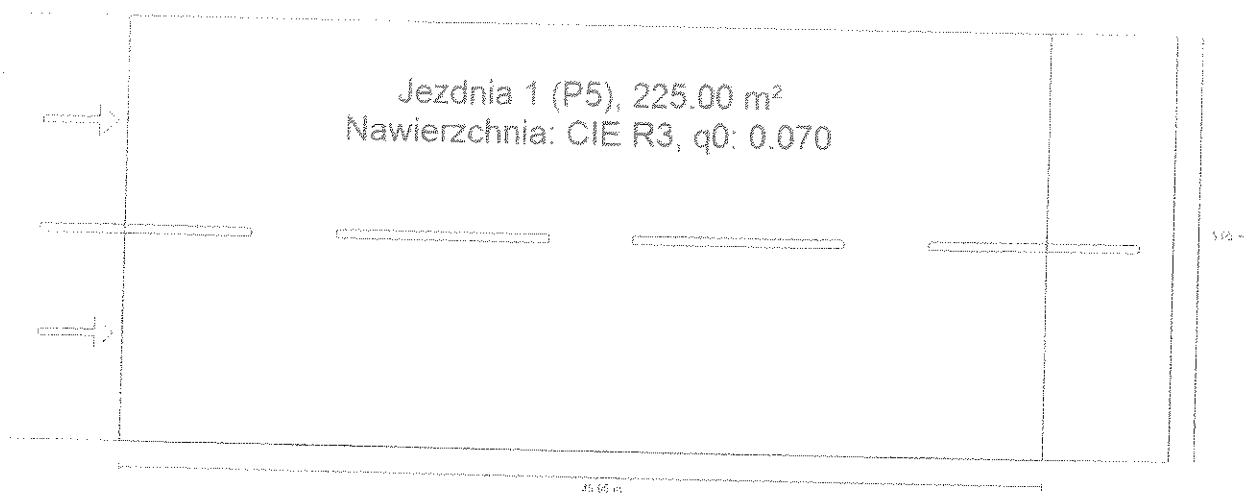 Jezdnia 1 (P5), 225.00 m²
Nawierzchnia: CIE R3, q0: 0.070